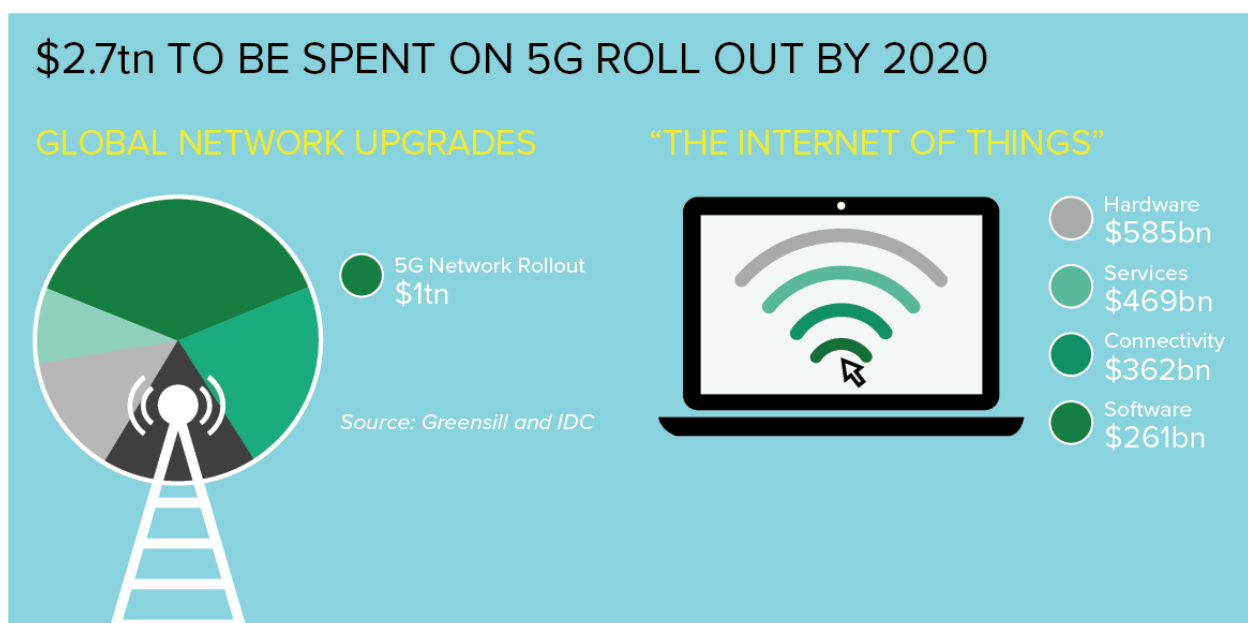 $2.7tn TO BE SPENT ON 5G ROLL OUT BY 2020
GLOBAL NETWORK UPGRADES
5G Network Rollout
$1tn
Source: Greensill and IDC
“THE INTERNET OF THINGS”
Hardware
$585bn
Services
$469bn
Connectivity
$362bn
Software
$261bn